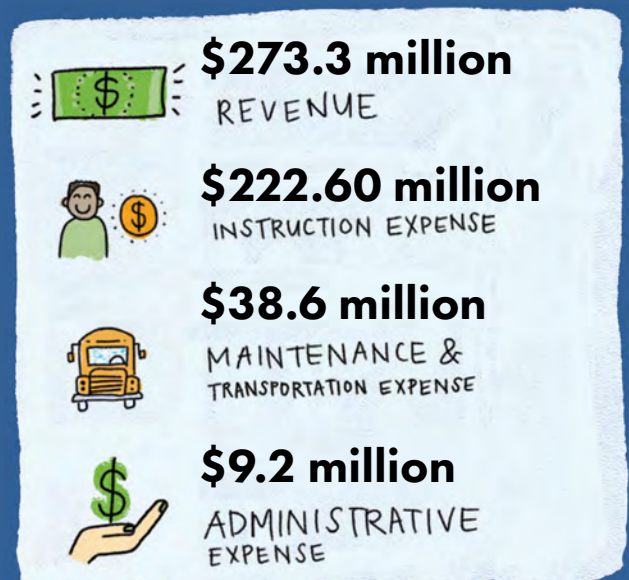 $273.3 million
REVENUE
$222.60 million
INSTRUCTION EXPENSE
$38.6 million
MAINTENANCE &
TRANSPORTATION EXPENSE
$9.2 million
ADMINISTRATIVE
EXPENSE